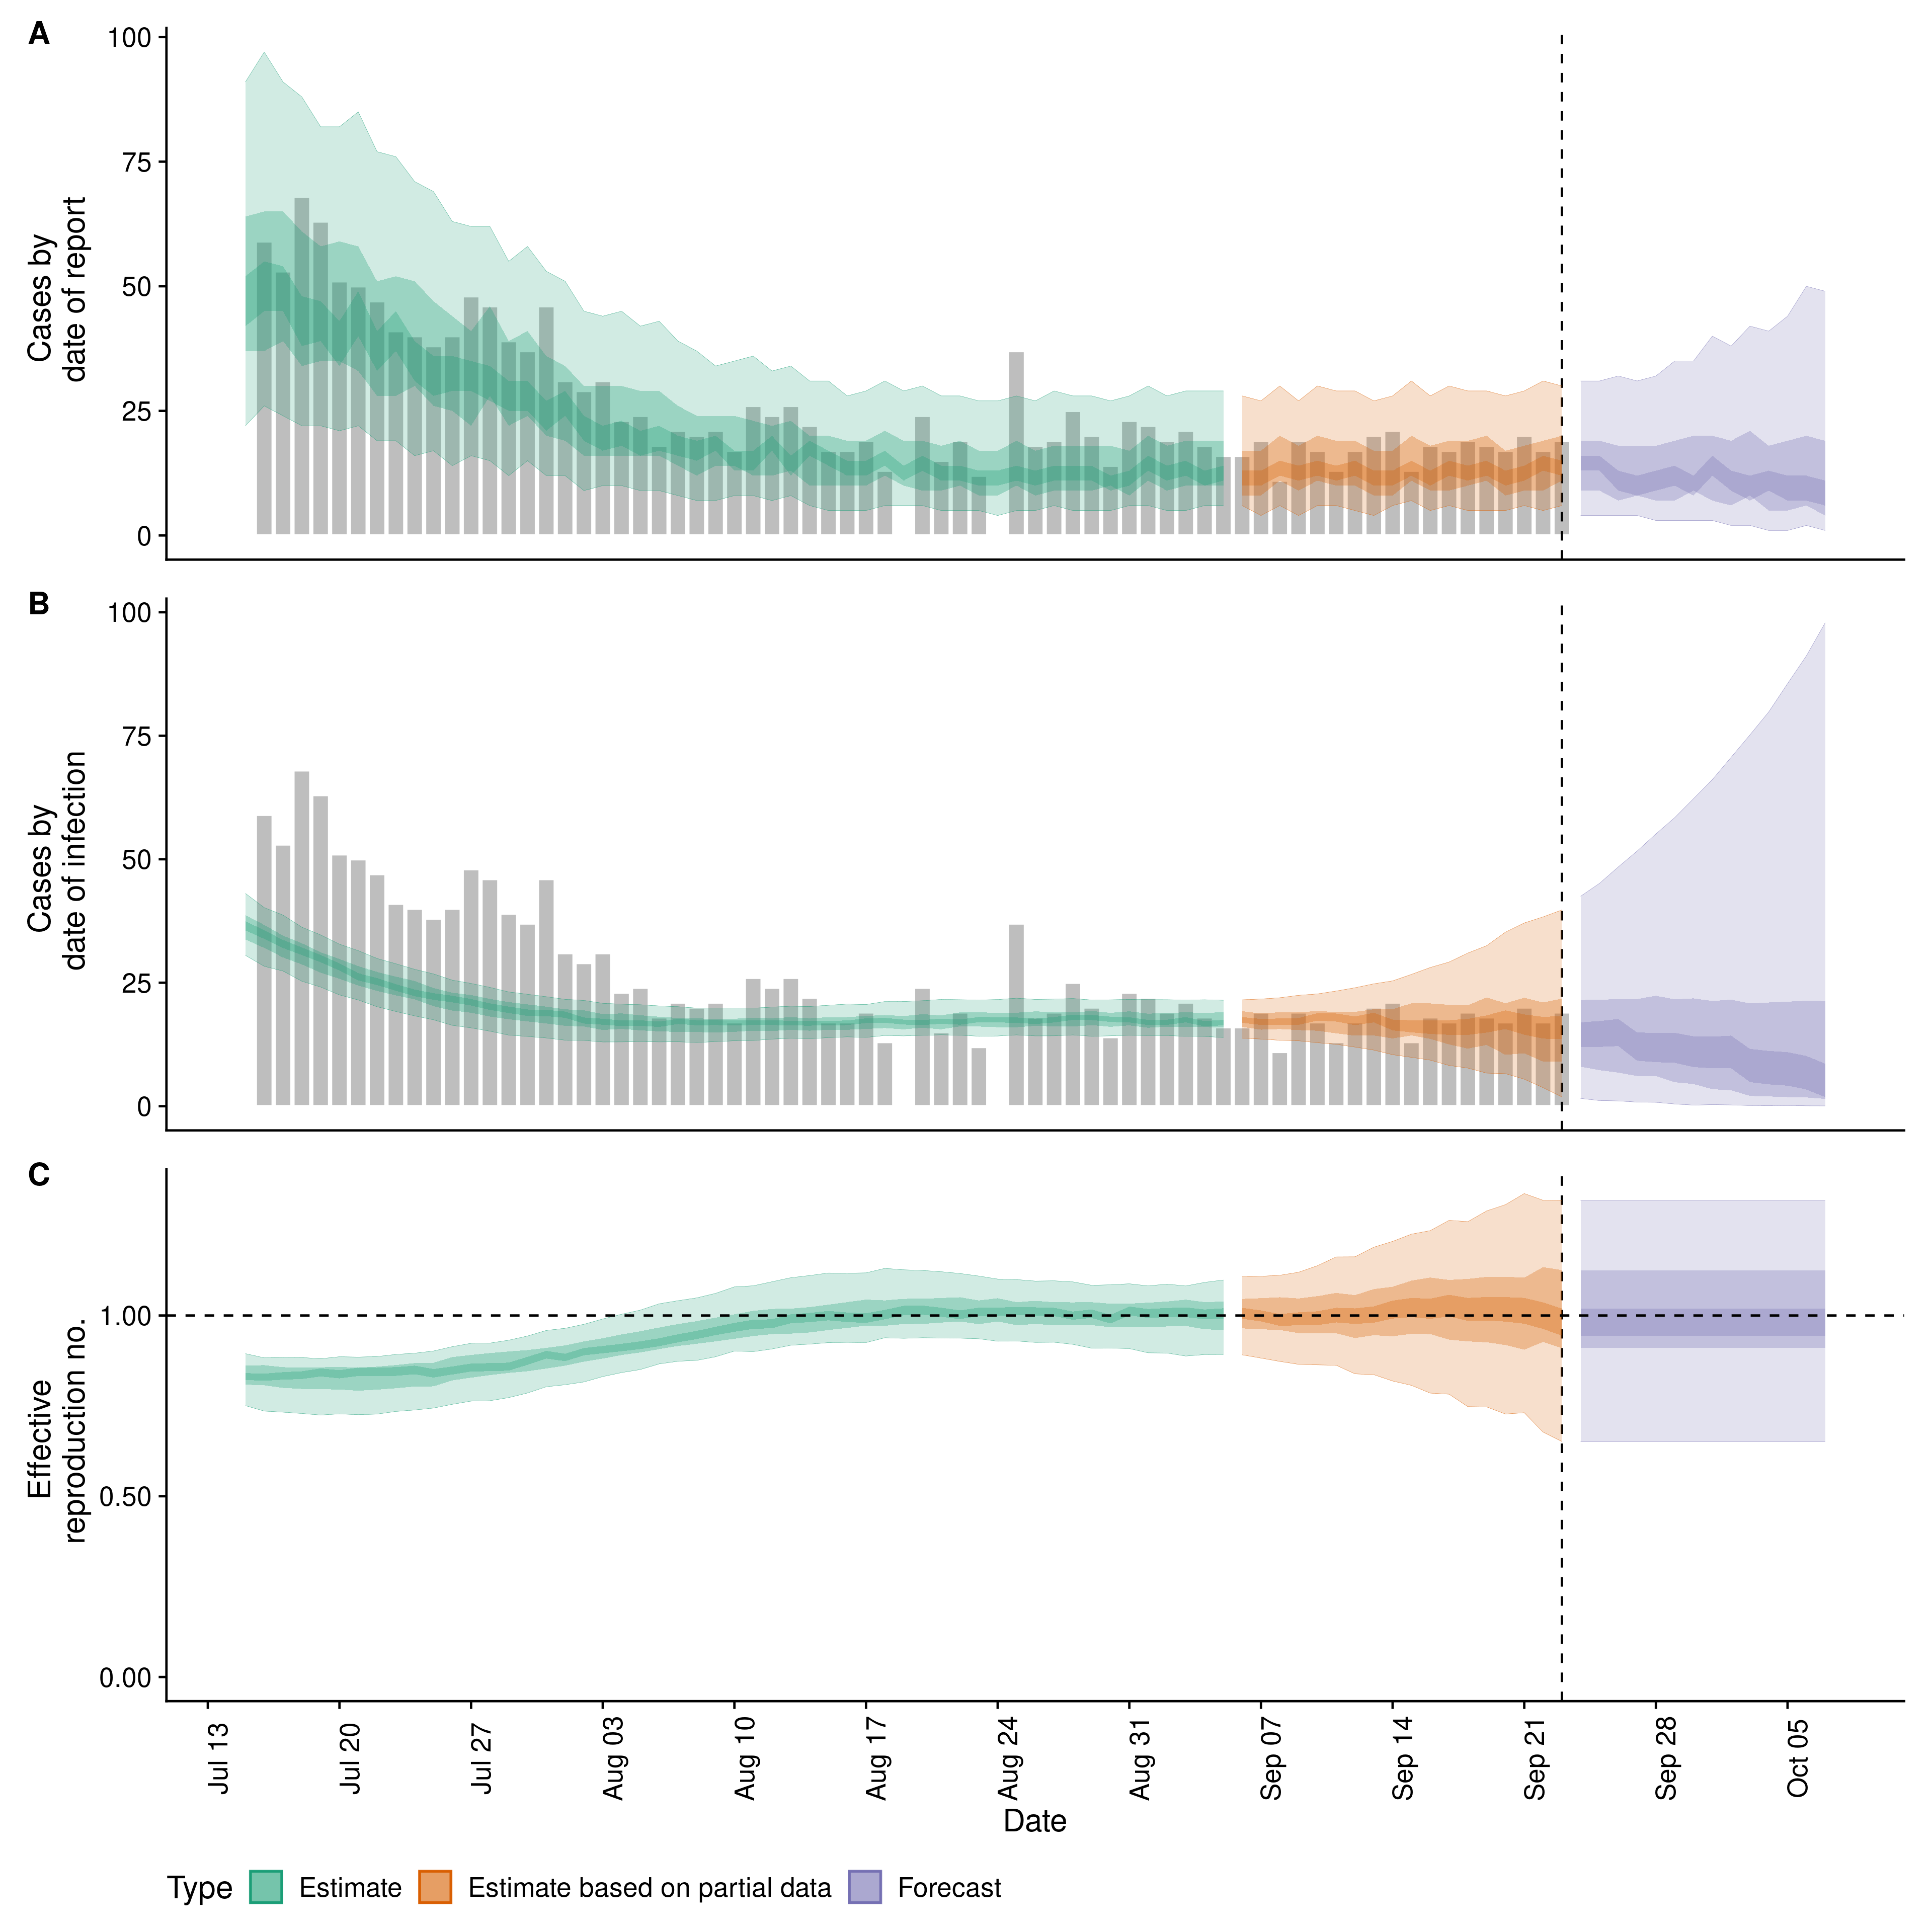 A
100
75
50
25
0
Cases by
date of report
B
100
75
50
25
0
Cases by
date of infection
C
1.00
0.50
0.00
Effective
reproduction no.
Jul 13
Jul 20
Jul 27
Aug 03
Aug 10
Aug 17
Aug 24
Aug 31
Sep 07
Sep 14
Sep 21
Sep 28
Oct 05
Date
Type Estimate Estimate based on partial data Forecast